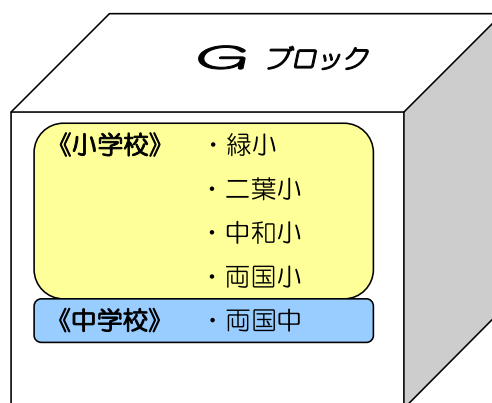 G ブロック
《小学校》 ・緑小
・二葉小
・中和小
・両国小
《中学校》 ・両国中